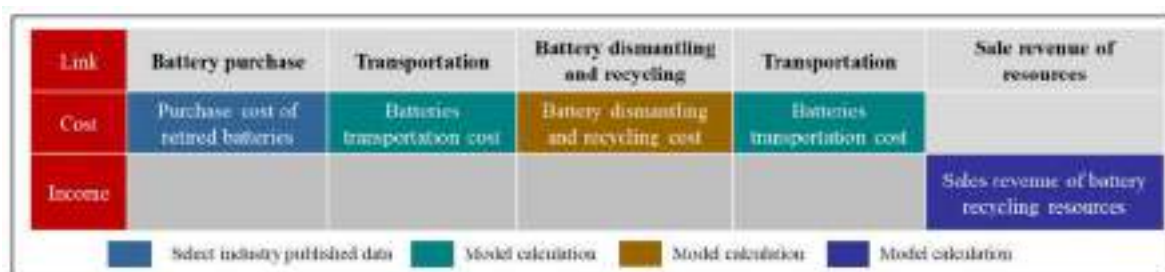 Link
Battery purchase
Transportation
Battery dismantling
and recycling
Transportation
Sale revenue of
resources
Cost
Purchase cost of
retired batteries
Batteries
transportation cost
Battery dismantling
and recycling cost
Batteries
transportation cost
Income
Sales revenue of battery
recycling resources
Select industry published data
Model calculation
Model calculation
Model calculation